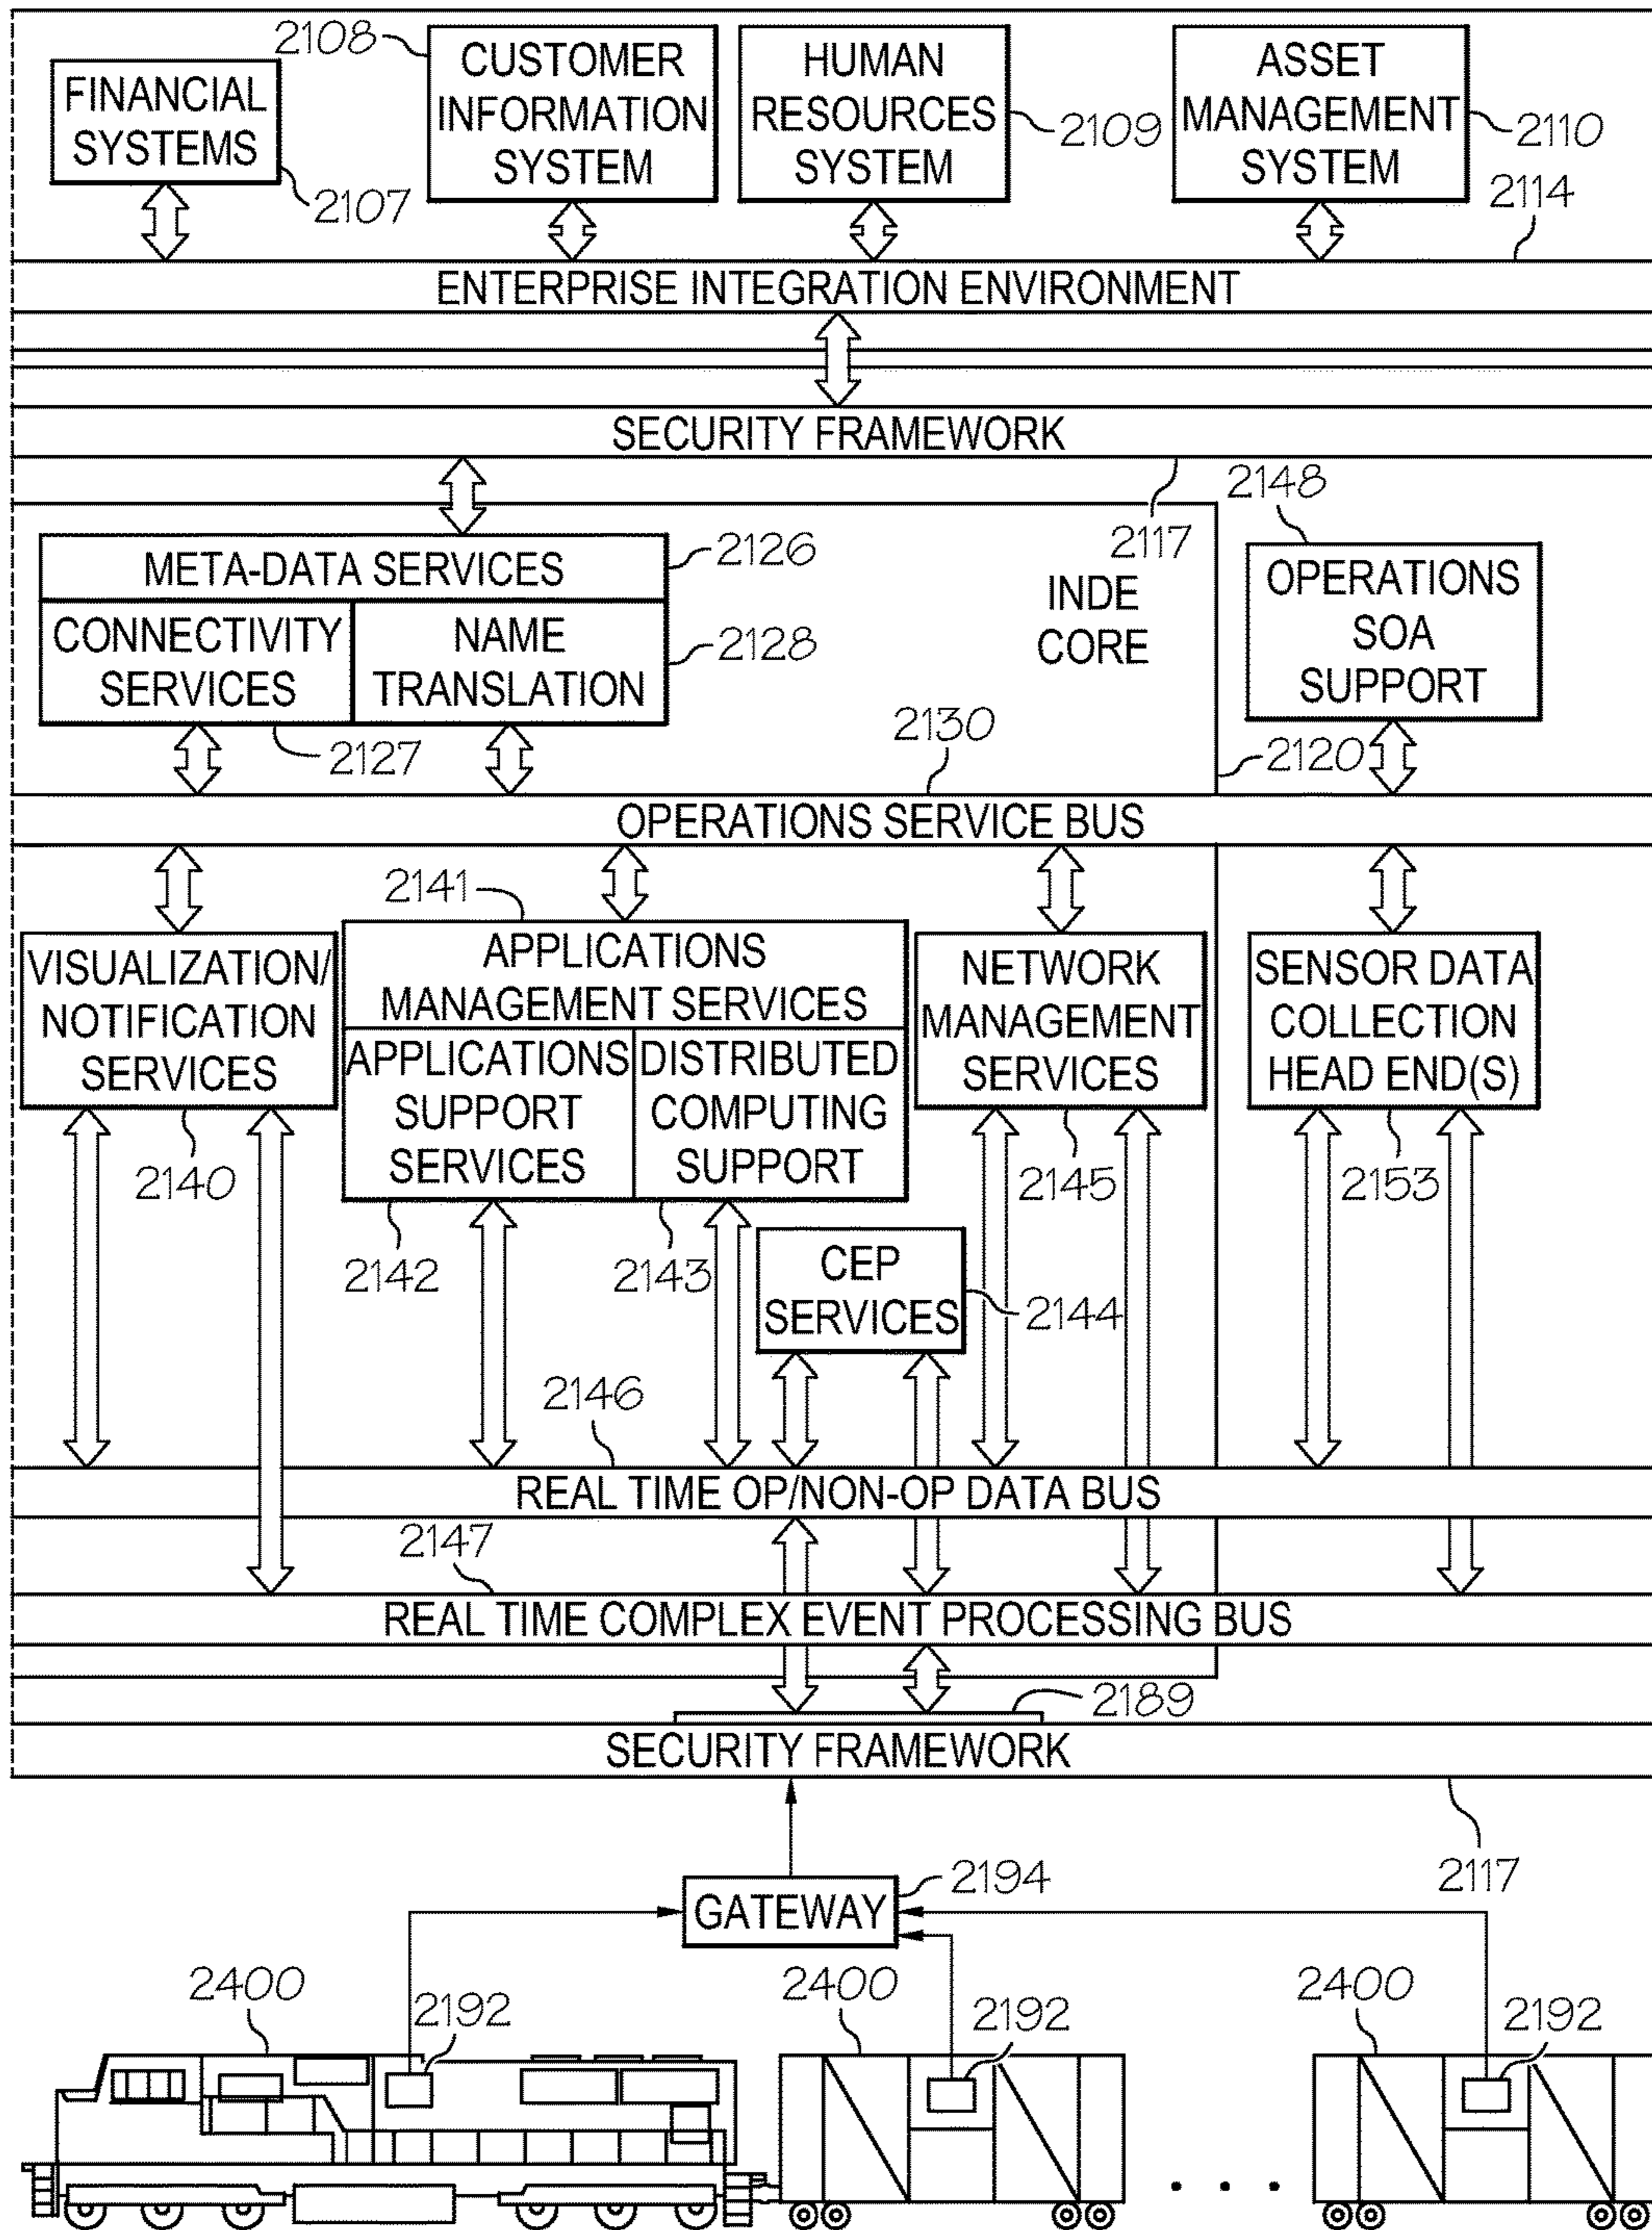 2108
FINANCIAL
SYSTEMS
2107
CUSTOMER
INFORMATION
SYSTEM
HUMAN
RESOURCES
SYSTEM
2109
ASSET
MANAGEMENT
SYSTEM
2110
2114
ENTERPRISE INTEGRATION ENVIRONMENT
SECURITY FRAMEWORK
2117
2148
META-DATA SERVICES
2126
CONNECTIVITY
SERVICES
2127
NAME
TRANSLATION
2128
INDE
CORE
OPERATIONS
SOA
SUPPORT
2120
2130
OPERATIONS SERVICE BUS
2141
VISUALIZATION/
NOTIFICATION
SERVICES
2140
APPLICATIONS
MANAGEMENT SERVICES
APPLICATIONS
SUPPORT
SERVICES
2142
DISTRIBUTED
COMPUTING
SUPPORT
2143
NETWORK
MANAGEMENT
SERVICES
2145
SENSOR DATA
COLLECTION
HEAD END(S)
2153
CEP
SERVICES
2144
2146
REAL TIME OP/NON-OP DATA BUS
2147
REAL TIME COMPLEX EVENT PROCESSING BUS
2189
SECURITY FRAMEWORK
2117
GATEWAY
2194
2400
2192
2400
2192
2400
2192